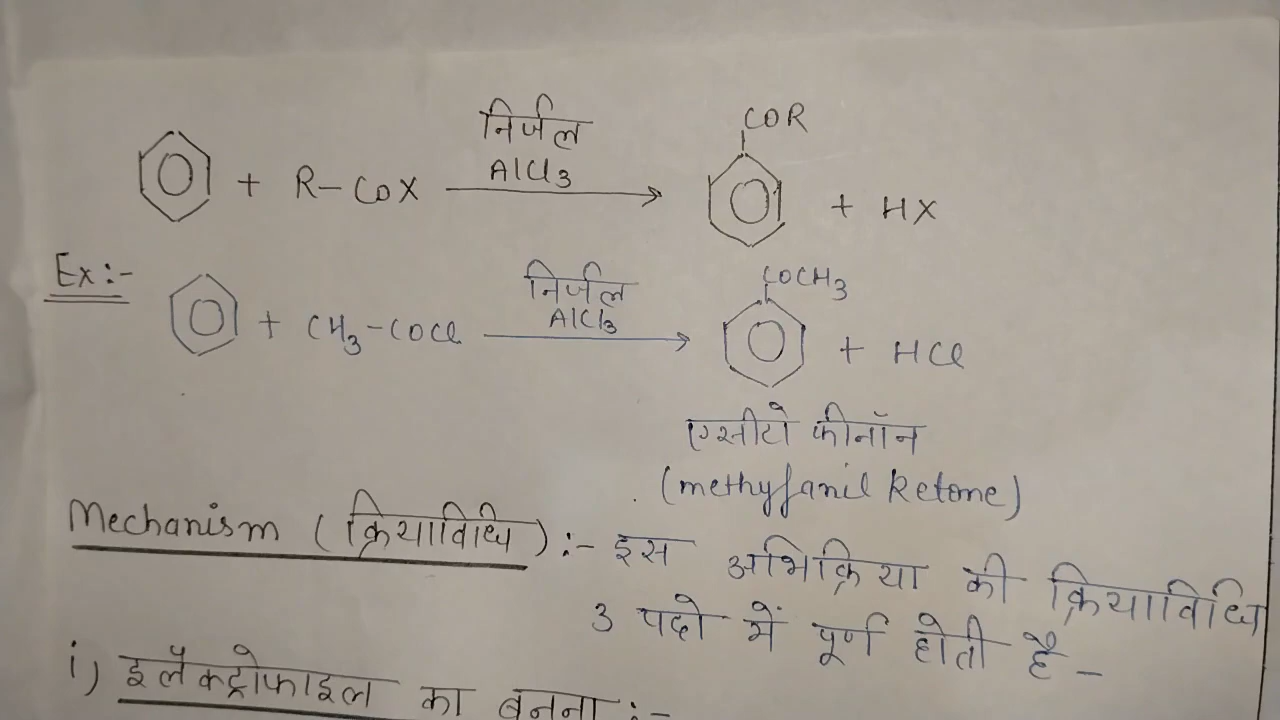 निर्जल
COR
+ R-COX AlCl3 + HX
Ex:-
निर्जल
COCH3
+ CH3-COCl AlCl3 + HCl
एसीटो फीनॉन
(methyfanil ketone)
Mechanism (क्रियाविधि) :- इस अभिक्रिया की क्रियाविधि
3 पदो में पूर्ण होती है -
i) इलैक्ट्रोफाइल का बनना :-